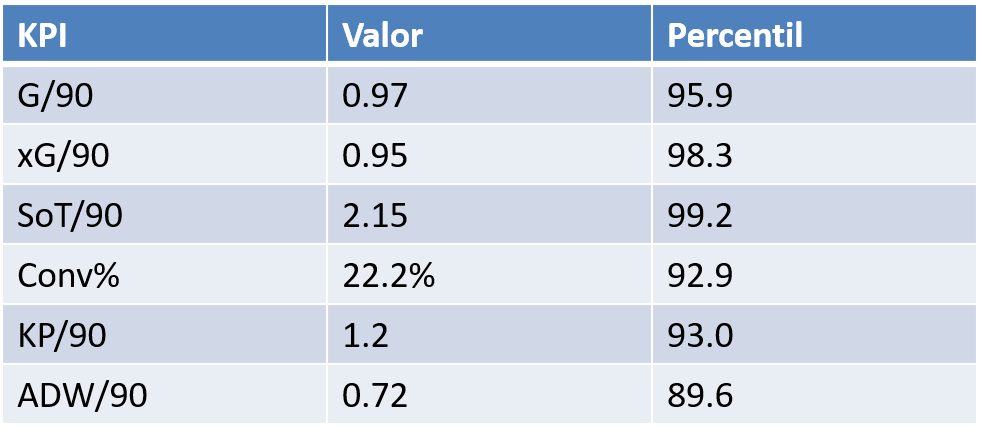 KPI Valor Percentil
G/90 0.97 95.9
xG/90 0.95 98.3
SoT/90 2.15 99.2
Conv% 22.2% 92.9
KP/90 1.2 93.0
ADW/90 0.72 89.6